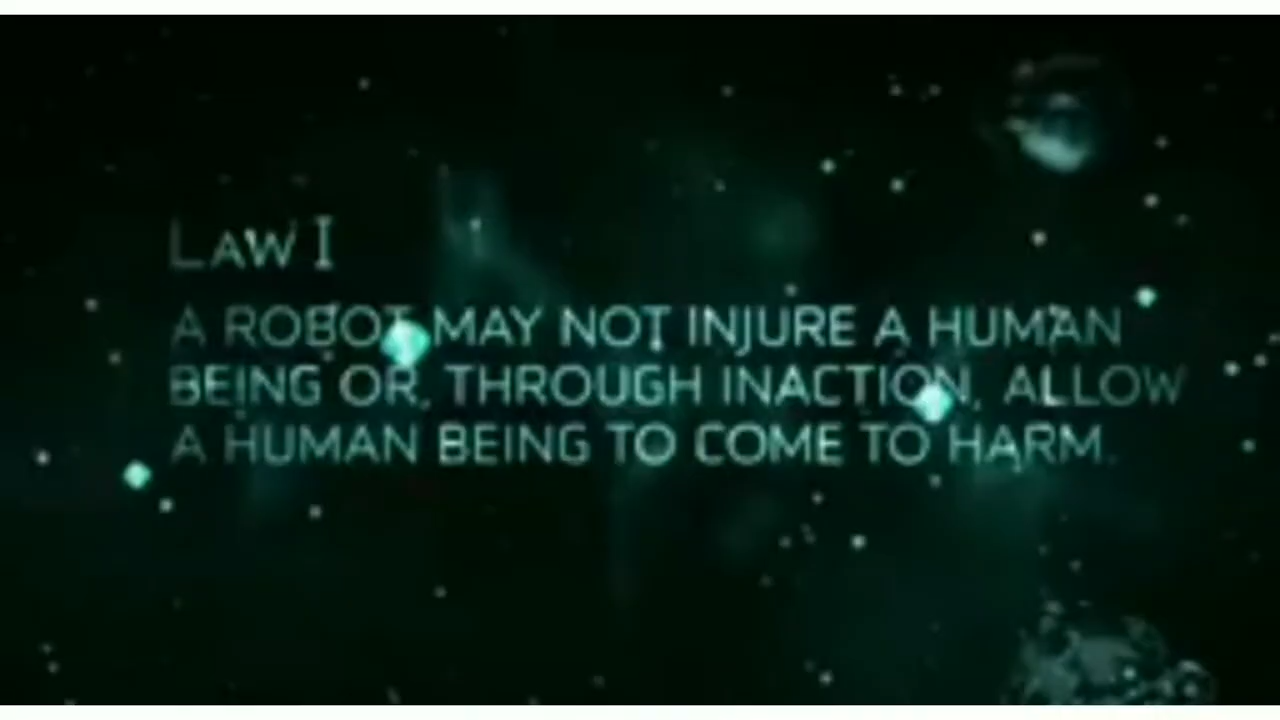 LAW I
A ROBOT MAY NOT INJURE A HUMAN
BEING OR, THROUGH INACTION, ALLOW
A HUMAN BEING TO COME TO HARM.